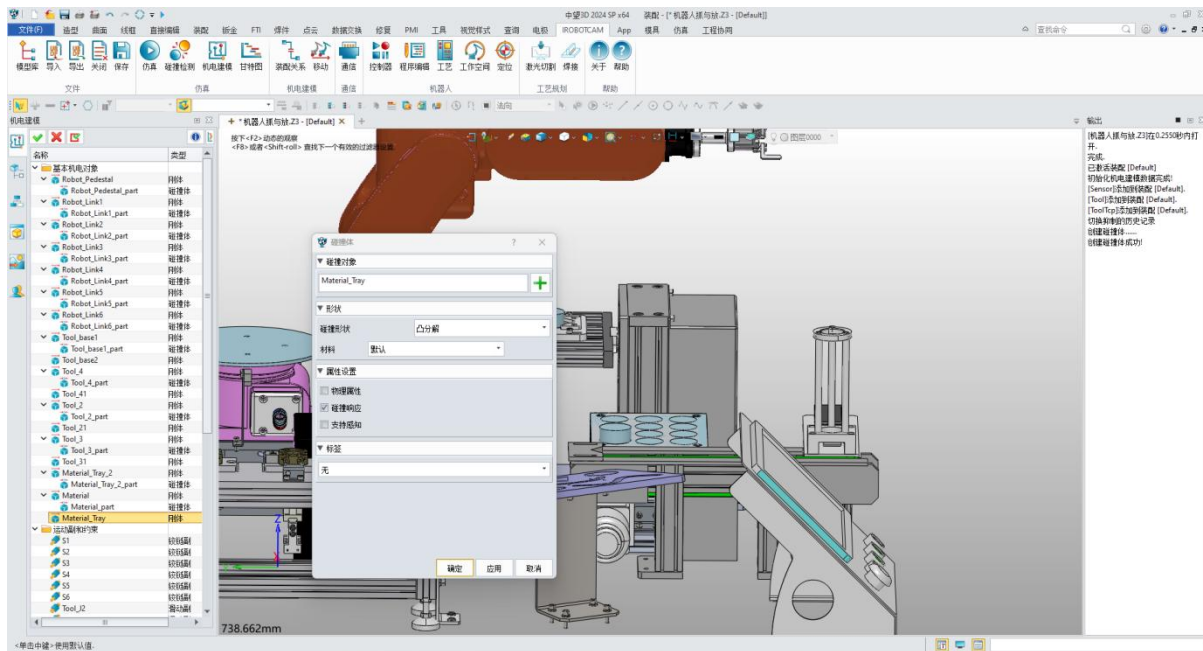 中望3D 2024 SP x64 装配 - [* 机器人抓与放.Z3 - [Default]]
文件(F) 造型 曲面 线框 直接编辑 装配 钣金 FTI 焊件 点云 数据交换 修复 PMI 工具 视觉样式 查询 电极 IROBOTCAM App 模具 仿真 工程协同
查找命令
模型库 导入 导出 关闭 保存 仿真 碰撞检测 机电建模 甘特图 装配关系 移动 通信 控制器 程序编辑 工艺 工作空间 定位 激光切割 焊接 关于 帮助
文件 仿真 机电建模 通信 机器人 工艺规划 帮助
法向
机电建模
* 机器人抓与放.Z3 - [Default]
输出
按下<F2>动态的观察
<F8>或者<Shift-roll> 查找下一个有效的过滤器设置.
图层0000
名称 类型
基本机电对象
Robot_Pedestal 刚体
Robot_Pedestal_part 碰撞体
Robot_Link1 刚体
Robot_Link1_part 碰撞体
Robot_Link2 刚体
Robot_Link2_part 碰撞体
Robot_Link3 刚体
Robot_Link3_part 碰撞体
Robot_Link4 刚体
Robot_Link4_part 碰撞体
Robot_Link5 刚体
Robot_Link5_part 碰撞体
Robot_Link6 刚体
Robot_Link6_part 碰撞体
Tool_base1 刚体
Tool_base1_part 碰撞体
Tool_base2 刚体
Tool_4 刚体
Tool_4_part 碰撞体
Tool_41 刚体
Tool_2 刚体
Tool_2_part 碰撞体
Tool_21 刚体
Tool_3 刚体
Tool_3_part 碰撞体
Tool_31 刚体
Material_Tray_2 刚体
Material_Tray_2_part 碰撞体
Material 刚体
Material_part 碰撞体
Material_Tray 刚体
运动副和约束
S1 铰链副
S2 铰链副
S3 铰链副
S4 铰链副
S5 铰链副
S6 铰链副
Tool_J2 滑动副
碰撞体
碰撞对象
Material_Tray
形状
碰撞形状 凸分解
材料 默认
属性设置
物理属性
碰撞响应
支持感知
标签
无
确定 应用 取消
Z
738.662mm
[机器人抓与放.Z3]在0.2550秒内打
开.
完成.
已激活装配 [Default]
初始化机电建模数据完成!
[Sensor]添加到装配 [Default].
[Tool]添加到装配 [Default].
[ToolTcp]添加到装配 [Default].
切换抑制的历史记录
创建碰撞体......
创建碰撞体成功!
<单击中键>使用默认值.